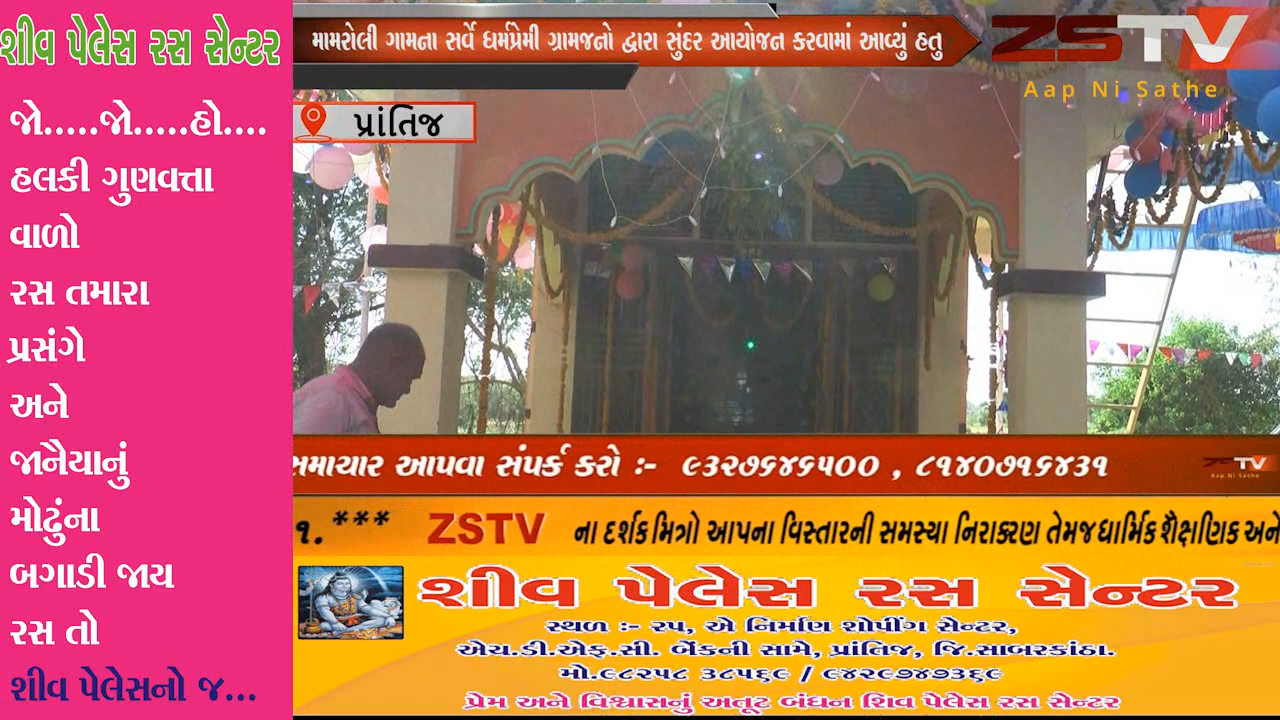 શીવ પેલેસ રસ સેન્ટર
જો.....જો.....હો....
હલકી ગુણવત્તા
વાળો
રસ તમારા
પ્રસંગે
અને
જાનૈયાનું
મોઢુંના
બગાડી જાય
રસ તો
શીવ પેલેસનો જ...
મામરોલી ગામના સર્વે ધર્મપ્રેમી ગ્રામજનો દ્વારા સુંદર આયોજન કરવામાં આવ્યું હતુ
ZSTV
Aap Ni Sathe
પ્રાંતિજ
સમાચાર આપવા સંપર્ક કરો :- ૯૩૨૭૬૪૬૫૦૦ , ૮૧૪૦૭૧૬૪૩૧
ZSTV
Aap Ni Sathe
૧. *** ZSTV ના દર્શક મિત્રો આપના વિસ્તારની સમસ્યા નિરાકરણ તેમજ ધાર્મિક શૈક્ષણિક અને
શીવ પેલેસ રસ સેન્ટર
સ્થળ :- ૨૫, એ નિર્માણ શોપીંગ સેન્ટર,
એચ.ડી.એફ.સી. બેંકની સામે, પ્રાંતિજ, જિ.સાબરકાંઠા.
મો.૯૮૨૫૮ ૩૮૫૬૯ / ૯૪૨૯૭૪૭૩૬૯
પ્રેમ અને વિશ્વાસનું અતૂટ બંધન શિવ પેલેસ રસ સેન્ટર